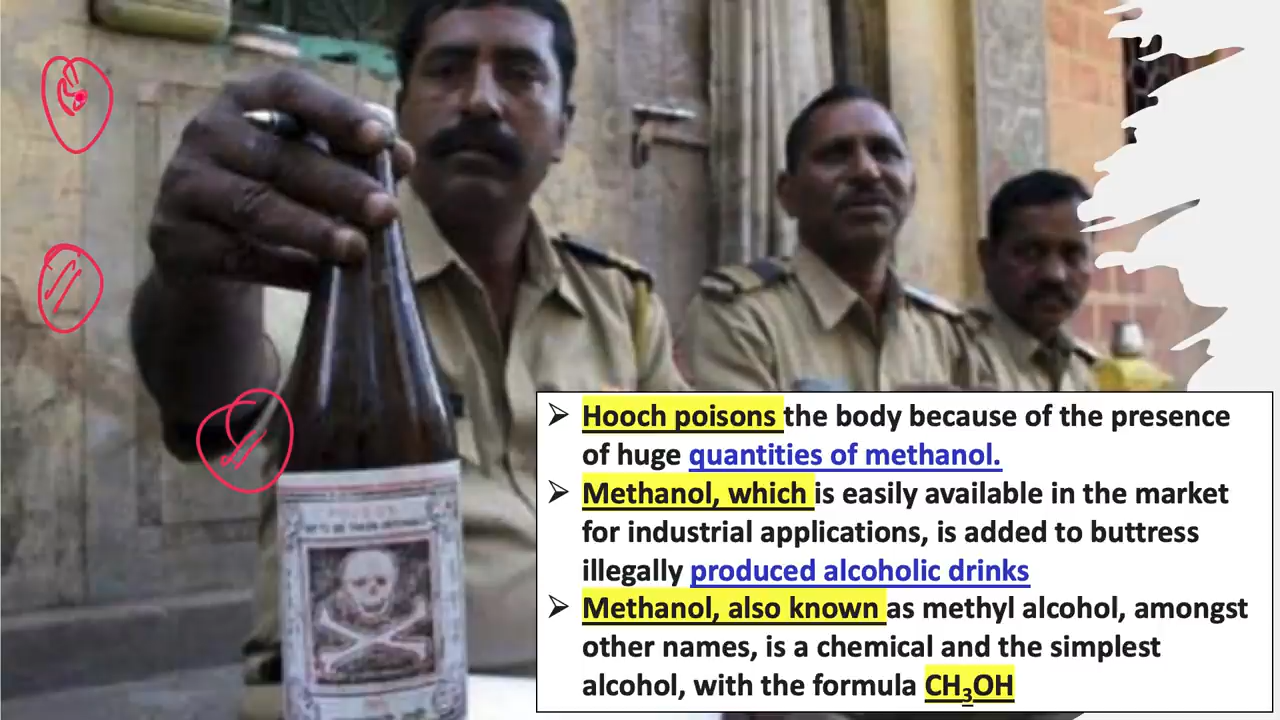 ➢ Hooch poisons the body because of the presence
of huge quantities of methanol.
➢ Methanol, which is easily available in the market
for industrial applications, is added to buttress
illegally produced alcoholic drinks
➢ Methanol, also known as methyl alcohol, amongst
other names, is a chemical and the simplest
alcohol, with the formula CH₃OH